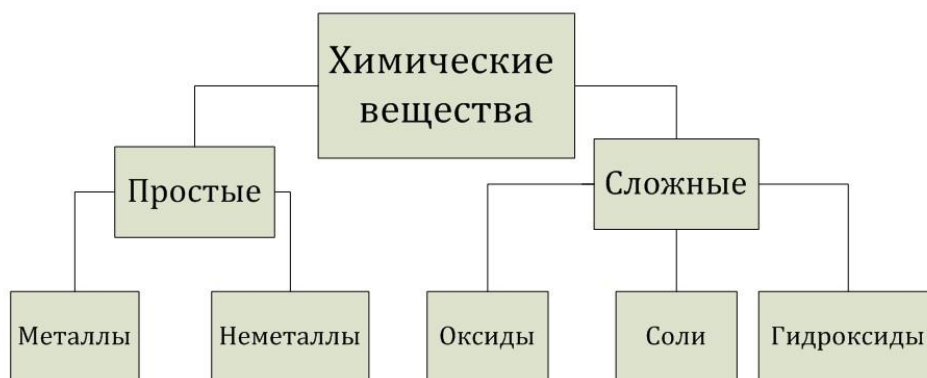 Химические
вещества
Простые
Сложные
Металлы
Неметаллы
Оксиды
Соли
Гидроксиды